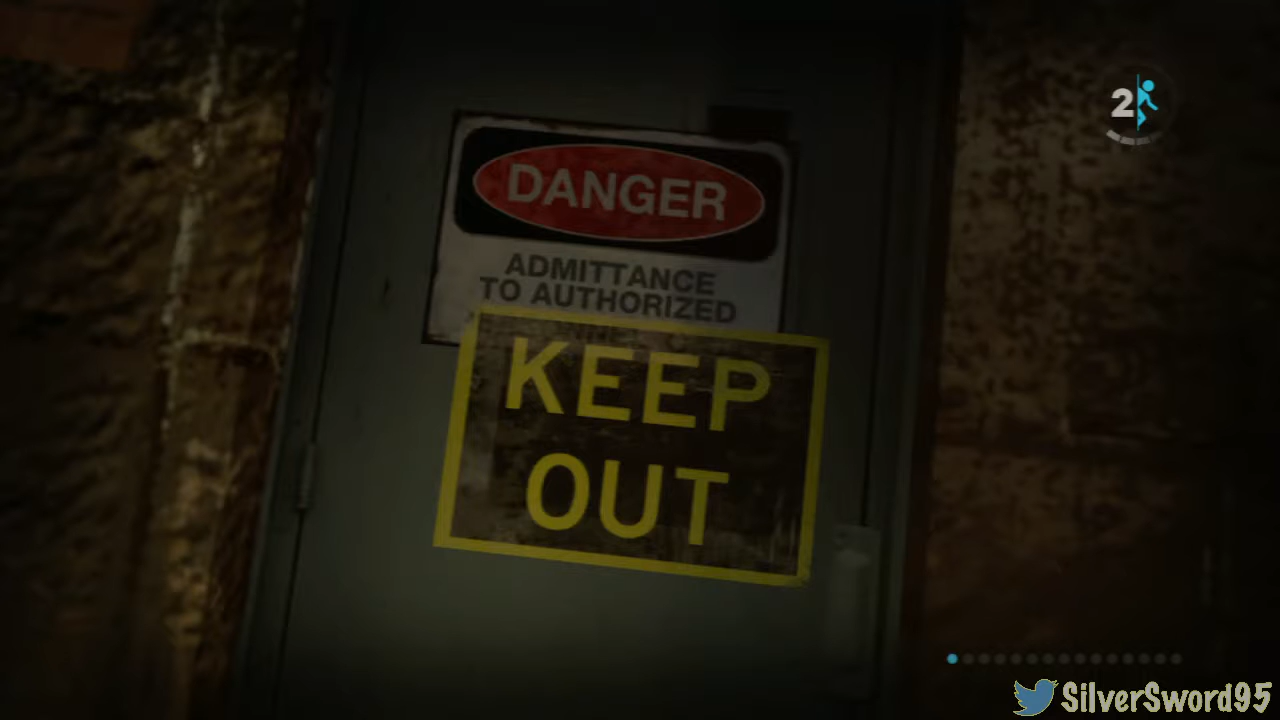 2
DANGER
ADMITTANCE
TO AUTHORIZED
KEEP
OUT
SilverSword95